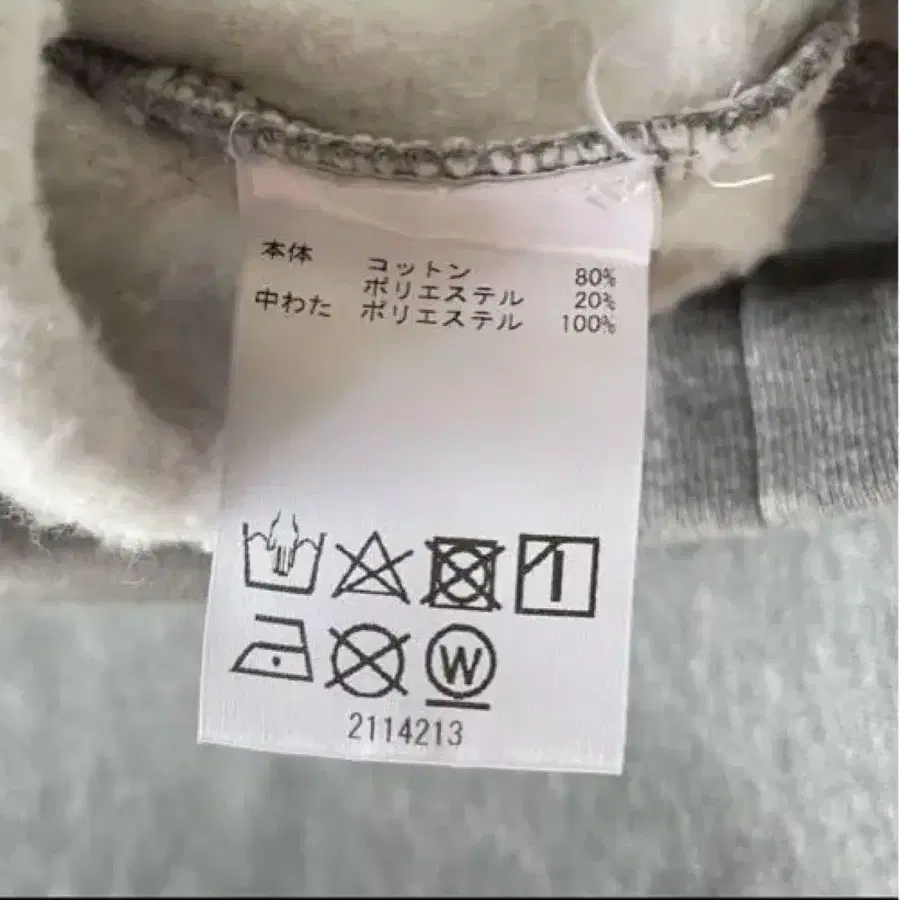 本体 コットン 80%
ポリエステル 20%
中わた ポリエステル 100%
W
2114213